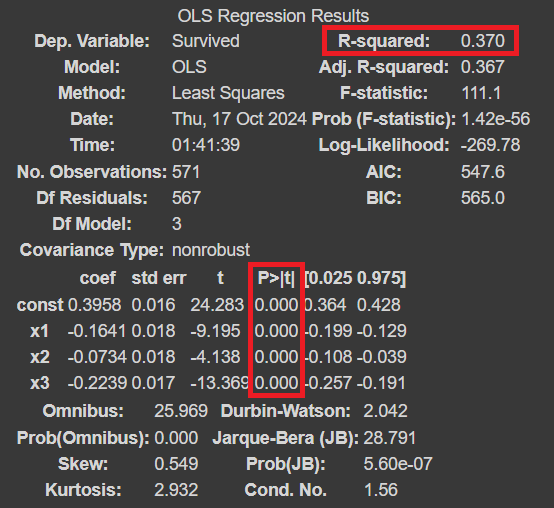 OLS Regression Results
Dep. Variable: Survived R-squared: 0.370
Model: OLS Adj. R-squared: 0.367
Method: Least Squares F-statistic: 111.1
Date: Thu, 17 Oct 2024 Prob (F-statistic): 1.42e-56
Time: 01:41:39 Log-Likelihood: -269.78
No. Observations: 571 AIC: 547.6
Df Residuals: 567 BIC: 565.0
Df Model: 3
Covariance Type: nonrobust
coef std err t P>|t| [0.025 0.975]
const 0.3958 0.016 24.283 0.000 0.364 0.428
x1 -0.1641 0.018 -9.195 0.000 -0.199 -0.129
x2 -0.0734 0.018 -4.138 0.000 -0.108 -0.039
x3 -0.2239 0.017 -13.369 0.000 -0.257 -0.191
Omnibus: 25.969 Durbin-Watson: 2.042
Prob(Omnibus): 0.000 Jarque-Bera (JB): 28.791
Skew: 0.549 Prob(JB): 5.60e-07
Kurtosis: 2.932 Cond. No. 1.56